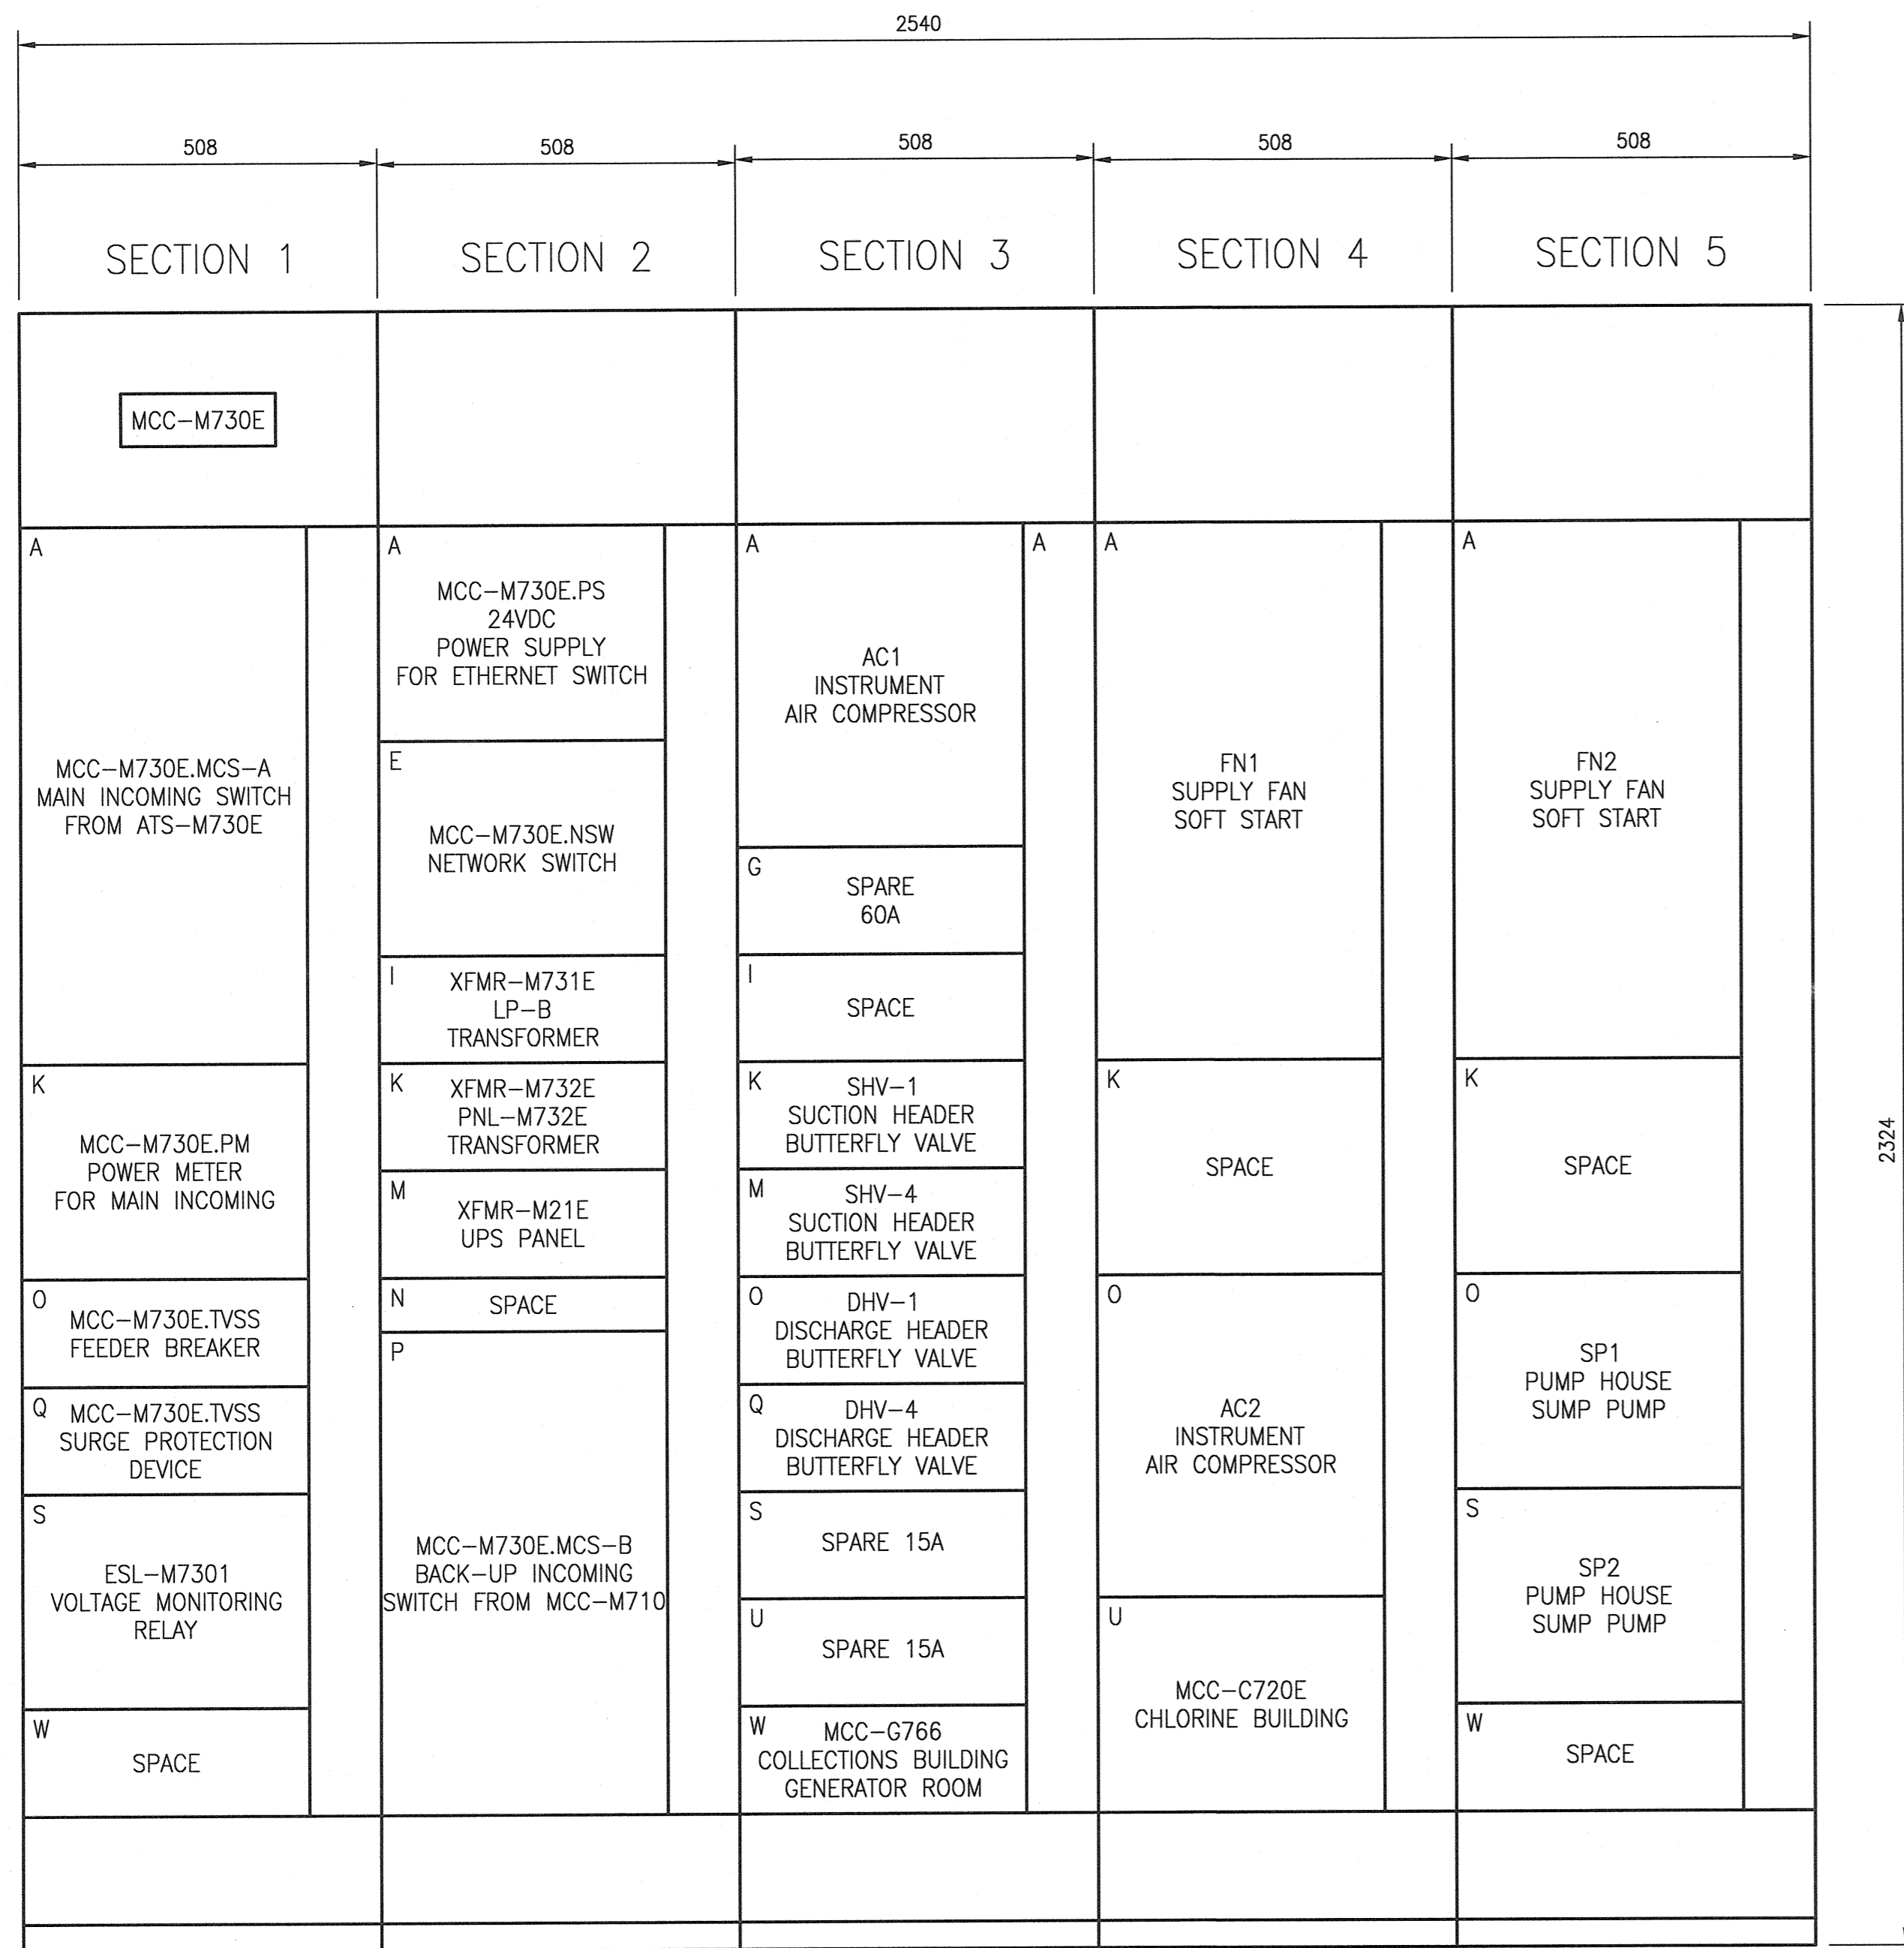 2540
508
508
508
508
508
SECTION 1
SECTION 2
SECTION 3
SECTION 4
SECTION 5
MCC-M730E
A
MCC-M730E.MCS-A
MAIN INCOMING SWITCH
FROM ATS-M730E
K
MCC-M730E.PM
POWER METER
FOR MAIN INCOMING
O
MCC-M730E.TVSS
FEEDER BREAKER
Q
MCC-M730E.TVSS
SURGE PROTECTION
DEVICE
S
ESL-M7301
VOLTAGE MONITORING
RELAY
W
SPACE
A
MCC-M730E.PS
24VDC
POWER SUPPLY
FOR ETHERNET SWITCH
E
MCC-M730E.NSW
NETWORK SWITCH
I
XFMR-M731E
LP-B
TRANSFORMER
K
XFMR-M732E
PNL-M732E
TRANSFORMER
M
XFMR-M21E
UPS PANEL
N
SPACE
P
MCC-M730E.MCS-B
BACK-UP INCOMING
SWITCH FROM MCC-M710
A
AC1
INSTRUMENT
AIR COMPRESSOR
A
G
SPARE
60A
I
SPACE
K
SHV-1
SUCTION HEADER
BUTTERFLY VALVE
M
SHV-4
SUCTION HEADER
BUTTERFLY VALVE
O
DHV-1
DISCHARGE HEADER
BUTTERFLY VALVE
Q
DHV-4
DISCHARGE HEADER
BUTTERFLY VALVE
S
SPARE 15A
U
SPARE 15A
W
MCC-G766
COLLECTIONS BUILDING
GENERATOR ROOM
A
FN1
SUPPLY FAN
SOFT START
K
SPACE
O
AC2
INSTRUMENT
AIR COMPRESSOR
U
MCC-C720E
CHLORINE BUILDING
A
FN2
SUPPLY FAN
SOFT START
K
SPACE
O
SP1
PUMP HOUSE
SUMP PUMP
S
SP2
PUMP HOUSE
SUMP PUMP
W
SPACE
2324